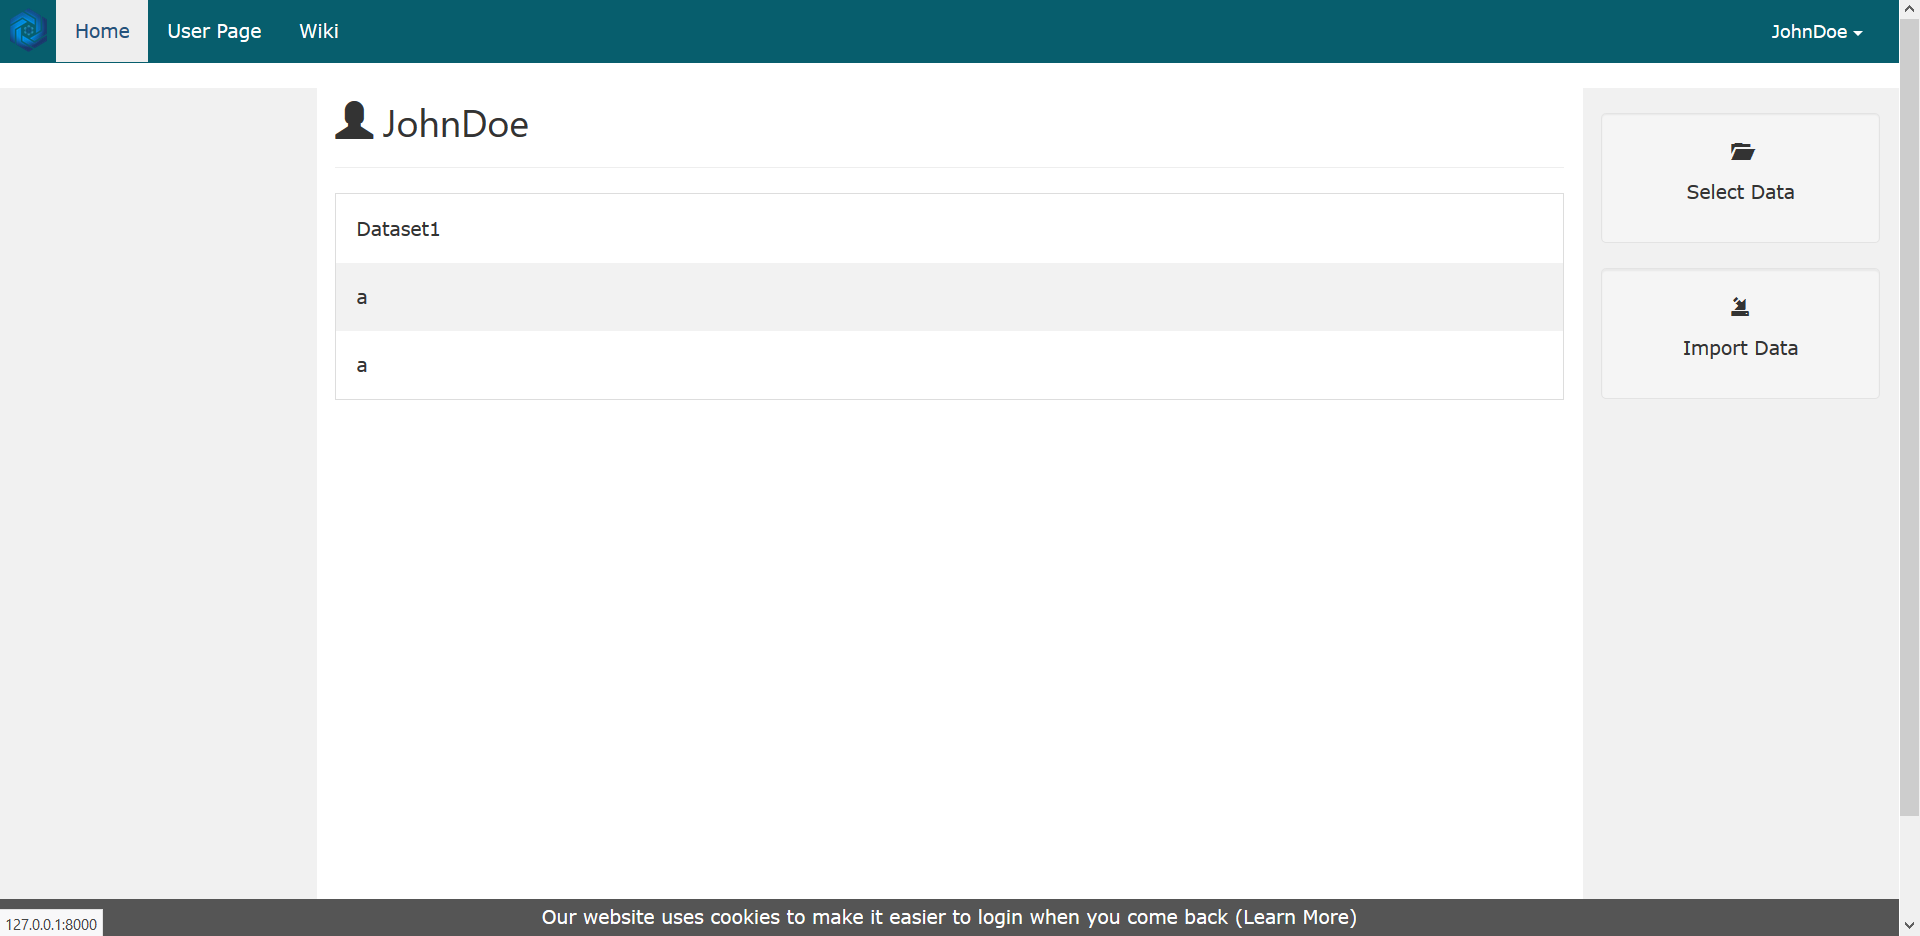 Home User Page Wiki JohnDoe
JohnDoe
Dataset1
a
a
Select Data
Import Data
Our website uses cookies to make it easier to login when you come back (Learn More)
127.0.0.1:8000